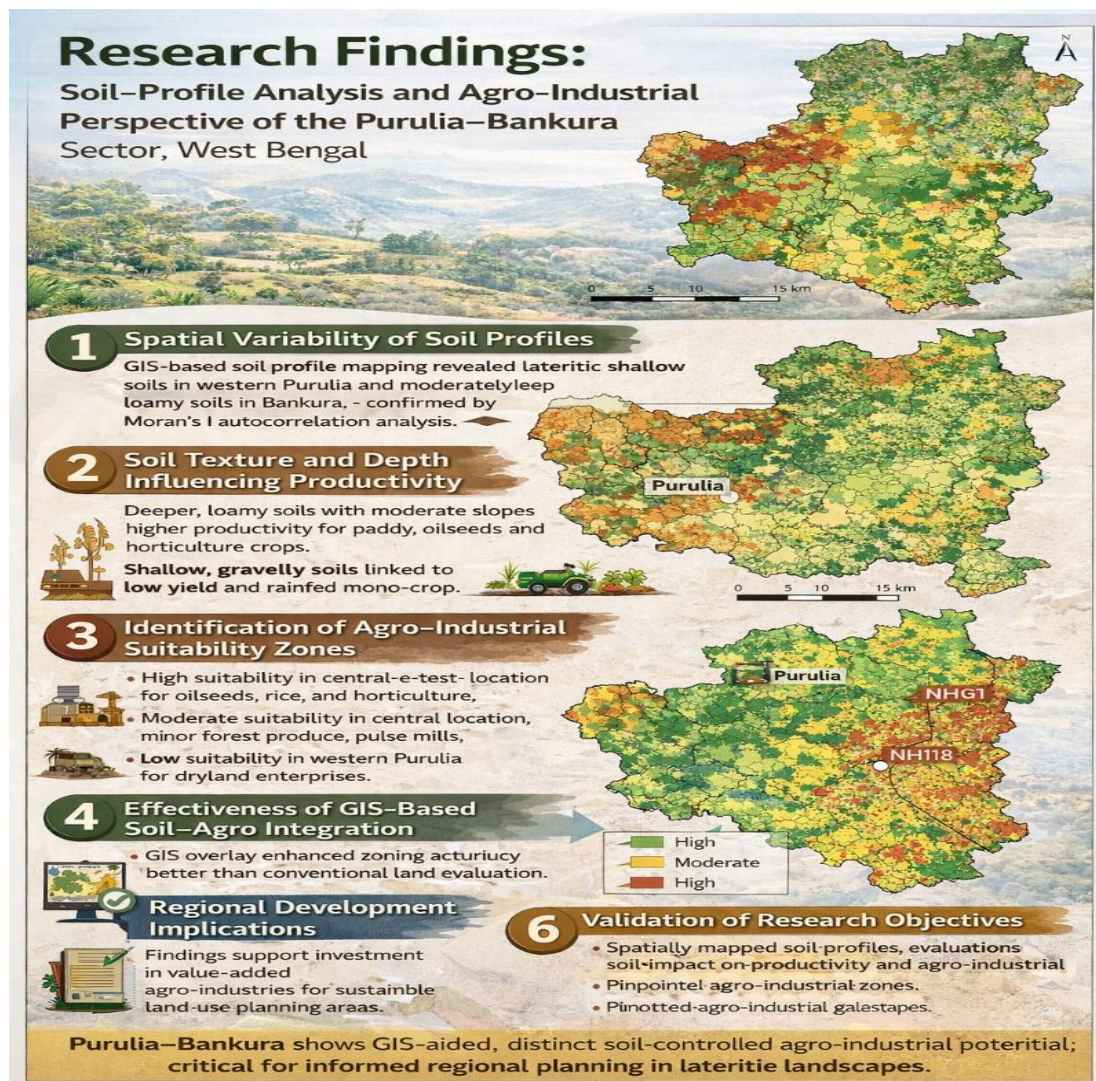 Research Findings:
Soil–Profile Analysis and Agro–Industrial
Perspective of the Purulia–Bankura
Sector, West Bengal
N
0 5 10 15 km
1
Spatial Variability of Soil Profiles
GIS-based soil profile mapping revealed lateritic shallow
soils in western Purulia and moderatelyleep
loamy soils in Bankura, - confirmed by
Moran's I autocorrelation analysis.
2
Soil Texture and Depth
Influencing Productivity
Deeper, loamy soils with moderate slopes
higher productivity for paddy, oilseeds and
horticulture crops.
Shallow, gravelly soils linked to
low yield and rainfed mono-crop.
Purulia
0 5 10 15 km
3
Identification of Agro–Industrial
Suitability Zones
• High suitability in central-e-test- location
for oilseeds, rice, and horticulture,
• Moderate suitability in central location,
minor forest produce, pulse mills,
• Low suitability in western Purulia
for dryland enterprises.
Purulia
NHG1
NH118
4
Effectiveness of GIS–Based
Soil–Agro Integration
• GIS overlay enhanced zoning acturiucy
better than conventional land evaluation.
High
Moderate
High
Regional Development
Implications
Findings support investment
in value-added
agro-industries for sustainble
land-use planning araas.
6
Validation of Research Objectives
• Spatially mapped soil-profiles, evaluations
soil•impact on-productivity and agro-industrial
• Pinpointel agro-industrial zones.
• Pinotted-agro-industrial galestapes.
Purulia–Bankura shows GIS-aided, distinct soil-controlled agro-industrial poteritial;
critical for informed regional planning in lateritie landscapes.